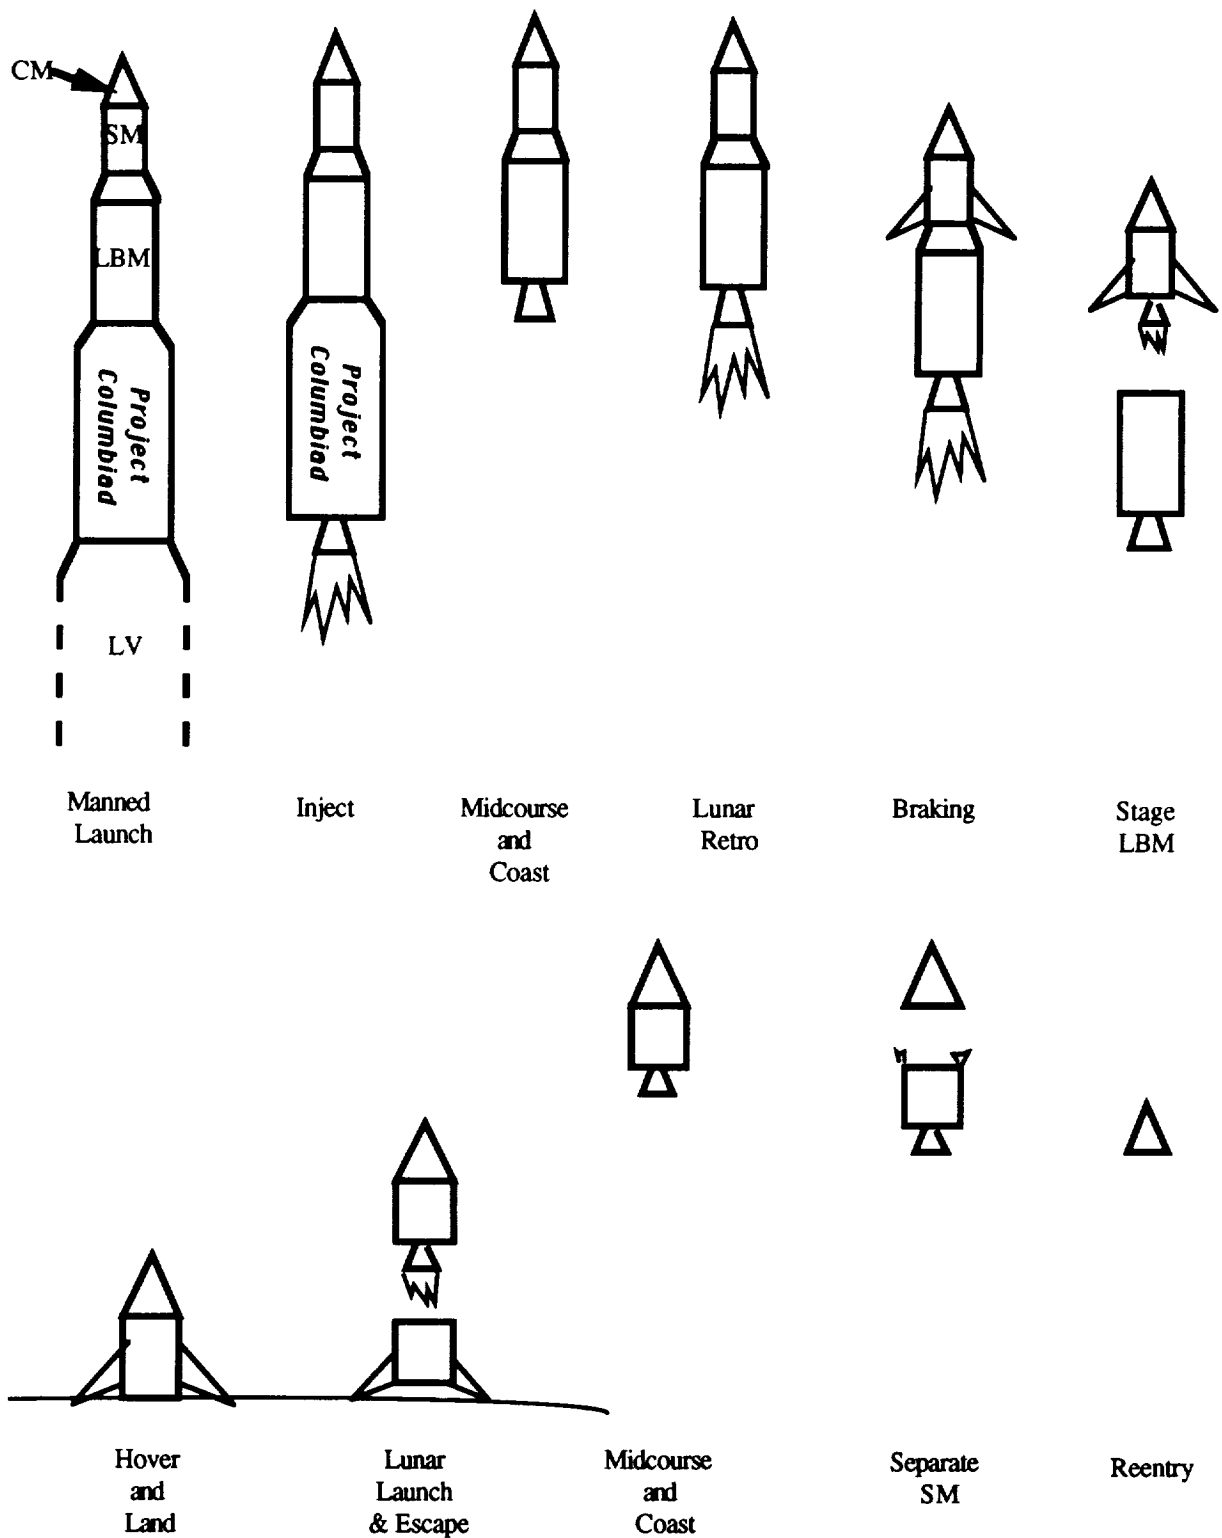 CM
SM
LBM
Project
Columbiad
Project
Columbiad
LV
Manned
Launch
Inject
Midcourse
and
Coast
Lunar
Retro
Braking
Stage
LBM
Hover
and
Land
Lunar
Launch
& Escape
Midcourse
and
Coast
Separate
SM
Reentry